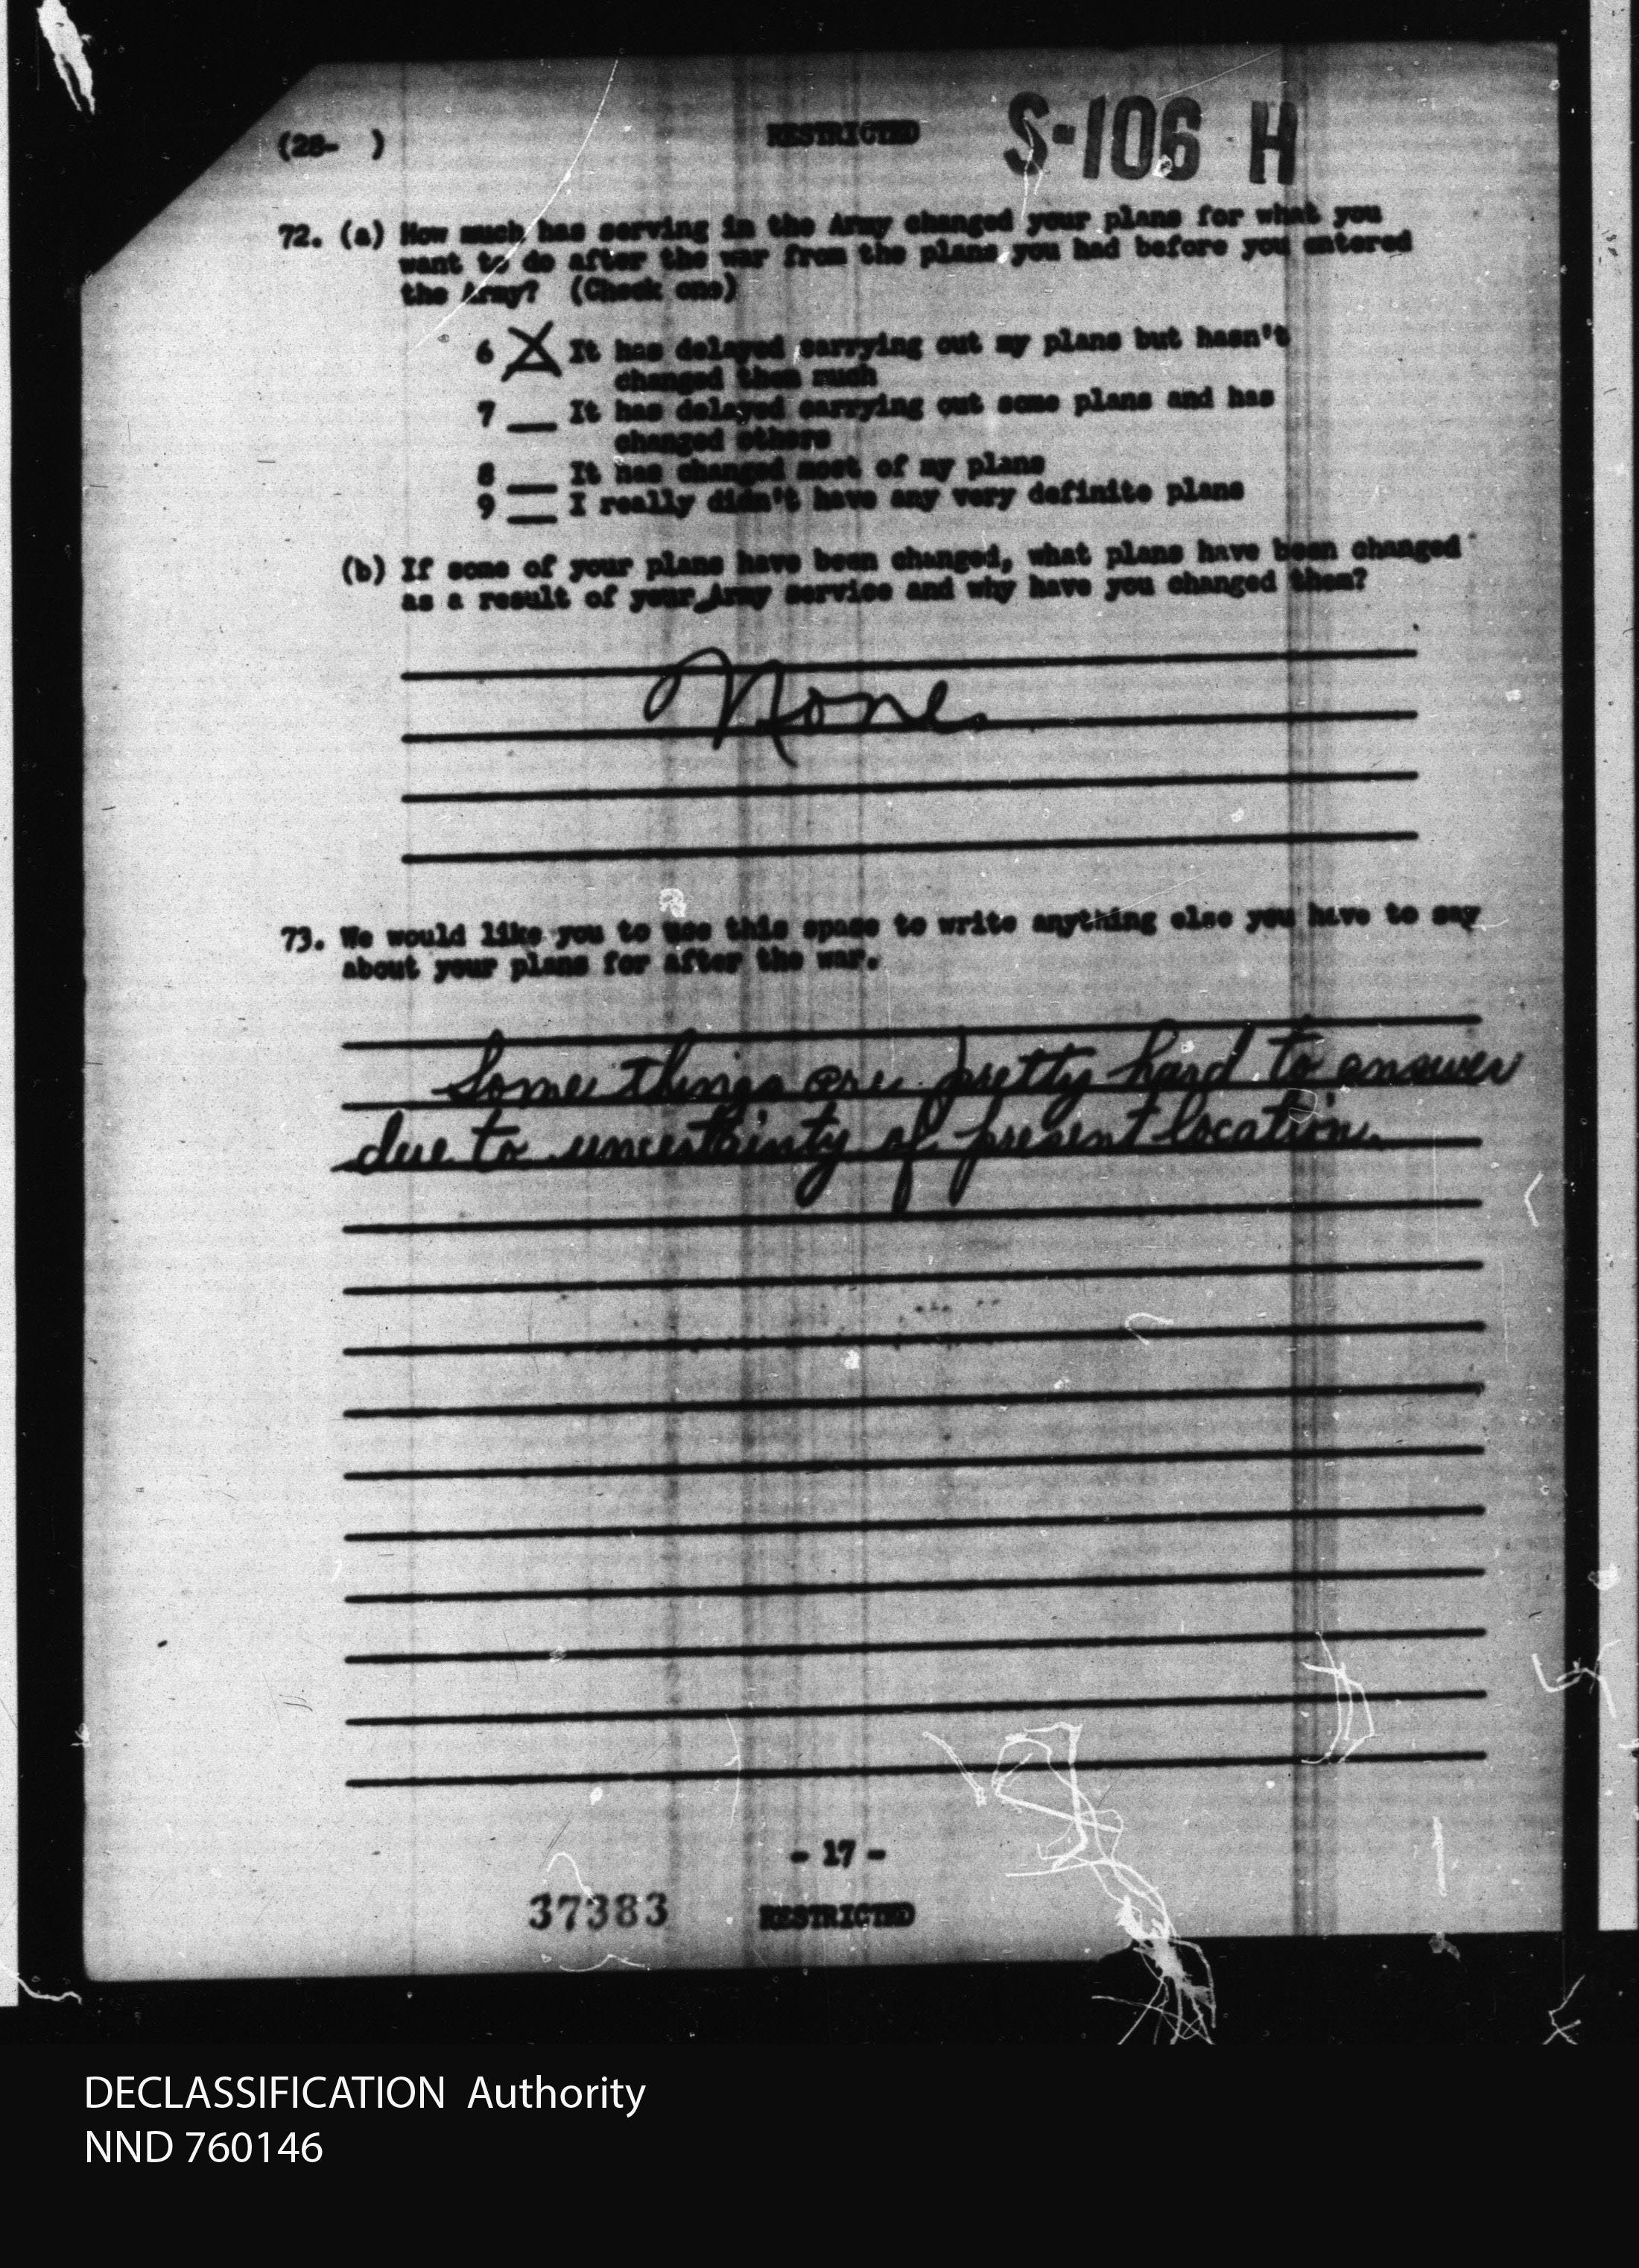 (28- )
RESTRICTED
S-106 H
72. (a) How much has serving in the Army changed your plans for what you
want to do after the war from the plans you had before you entered
the Army? (Check one)
6 X It has delayed carrying out my plans but hasn't
changed them much
7 __ It has delayed carrying out some plans and has
changed others
8 __ It has changed most of my plans
9 __ I really didn't have any very definite plans
(b) If some of your plans have been changed, what plans have been changed
as a result of your Army service and why have you changed them?
None
73. We would like you to use this space to write anything else you have to say
about your plans for after the war.
Some things are pretty hard to answer
due to uncerthinty of present location.
- 17 -
37383
RESTRICTED
DECLASSIFICATION Authority
NND 760146